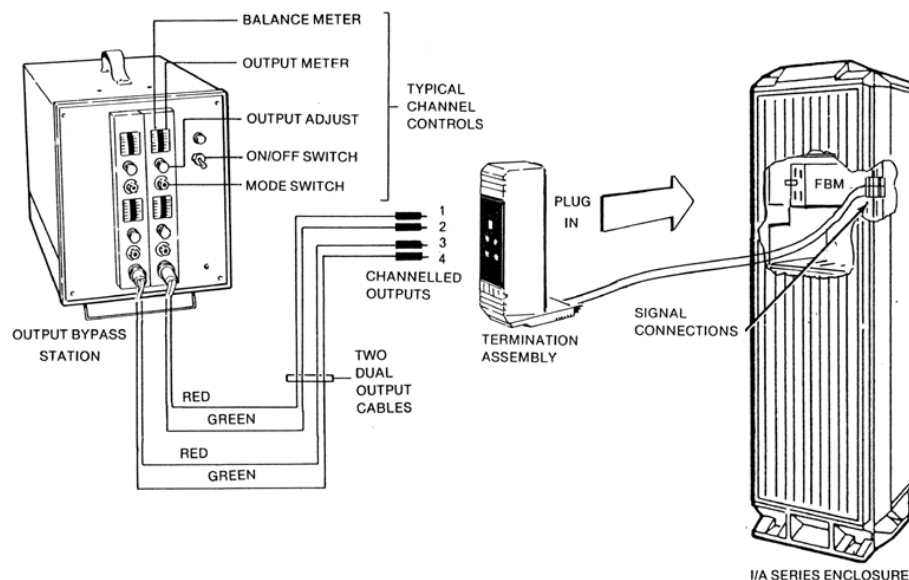 BALANCE METER
OUTPUT METER
OUTPUT ADJUST
ON/OFF SWITCH
MODE SWITCH
TYPICAL
CHANNEL
CONTROLS
1
2
3
4
CHANNELLED
OUTPUTS
PLUG
IN
FBM
SIGNAL
CONNECTIONS
TERMINATION
ASSEMBLY
OUTPUT BYPASS
STATION
TWO
DUAL
OUTPUT
CABLES
RED
GREEN
RED
GREEN
I/A SERIES ENCLOSURE